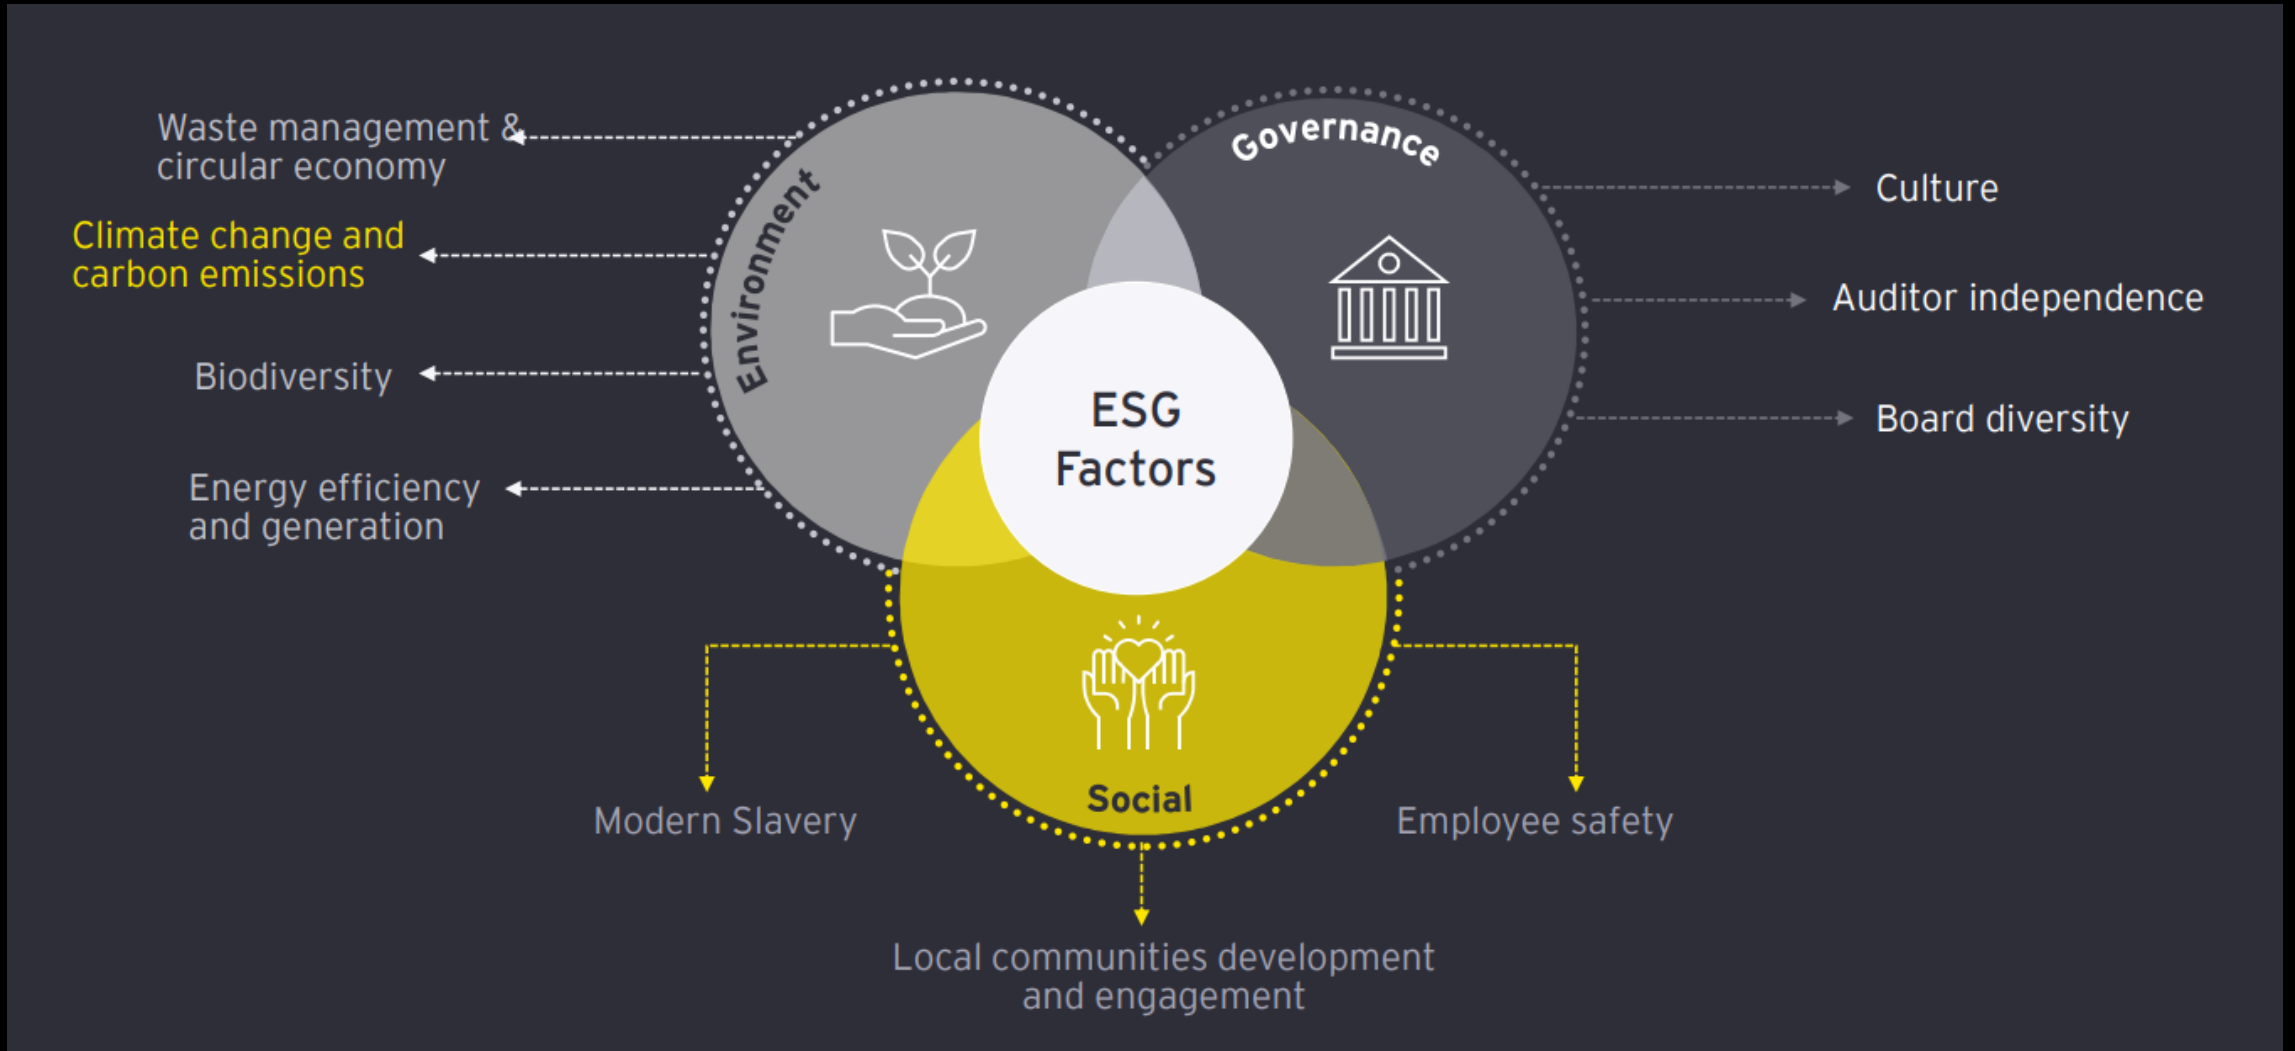 Waste management &
circular economy
Climate change and
carbon emissions
Biodiversity
Energy efficiency
and generation
Environment
Governance
ESG
Factors
Social
Culture
Auditor independence
Board diversity
Modern Slavery
Employee safety
Local communities development
and engagement